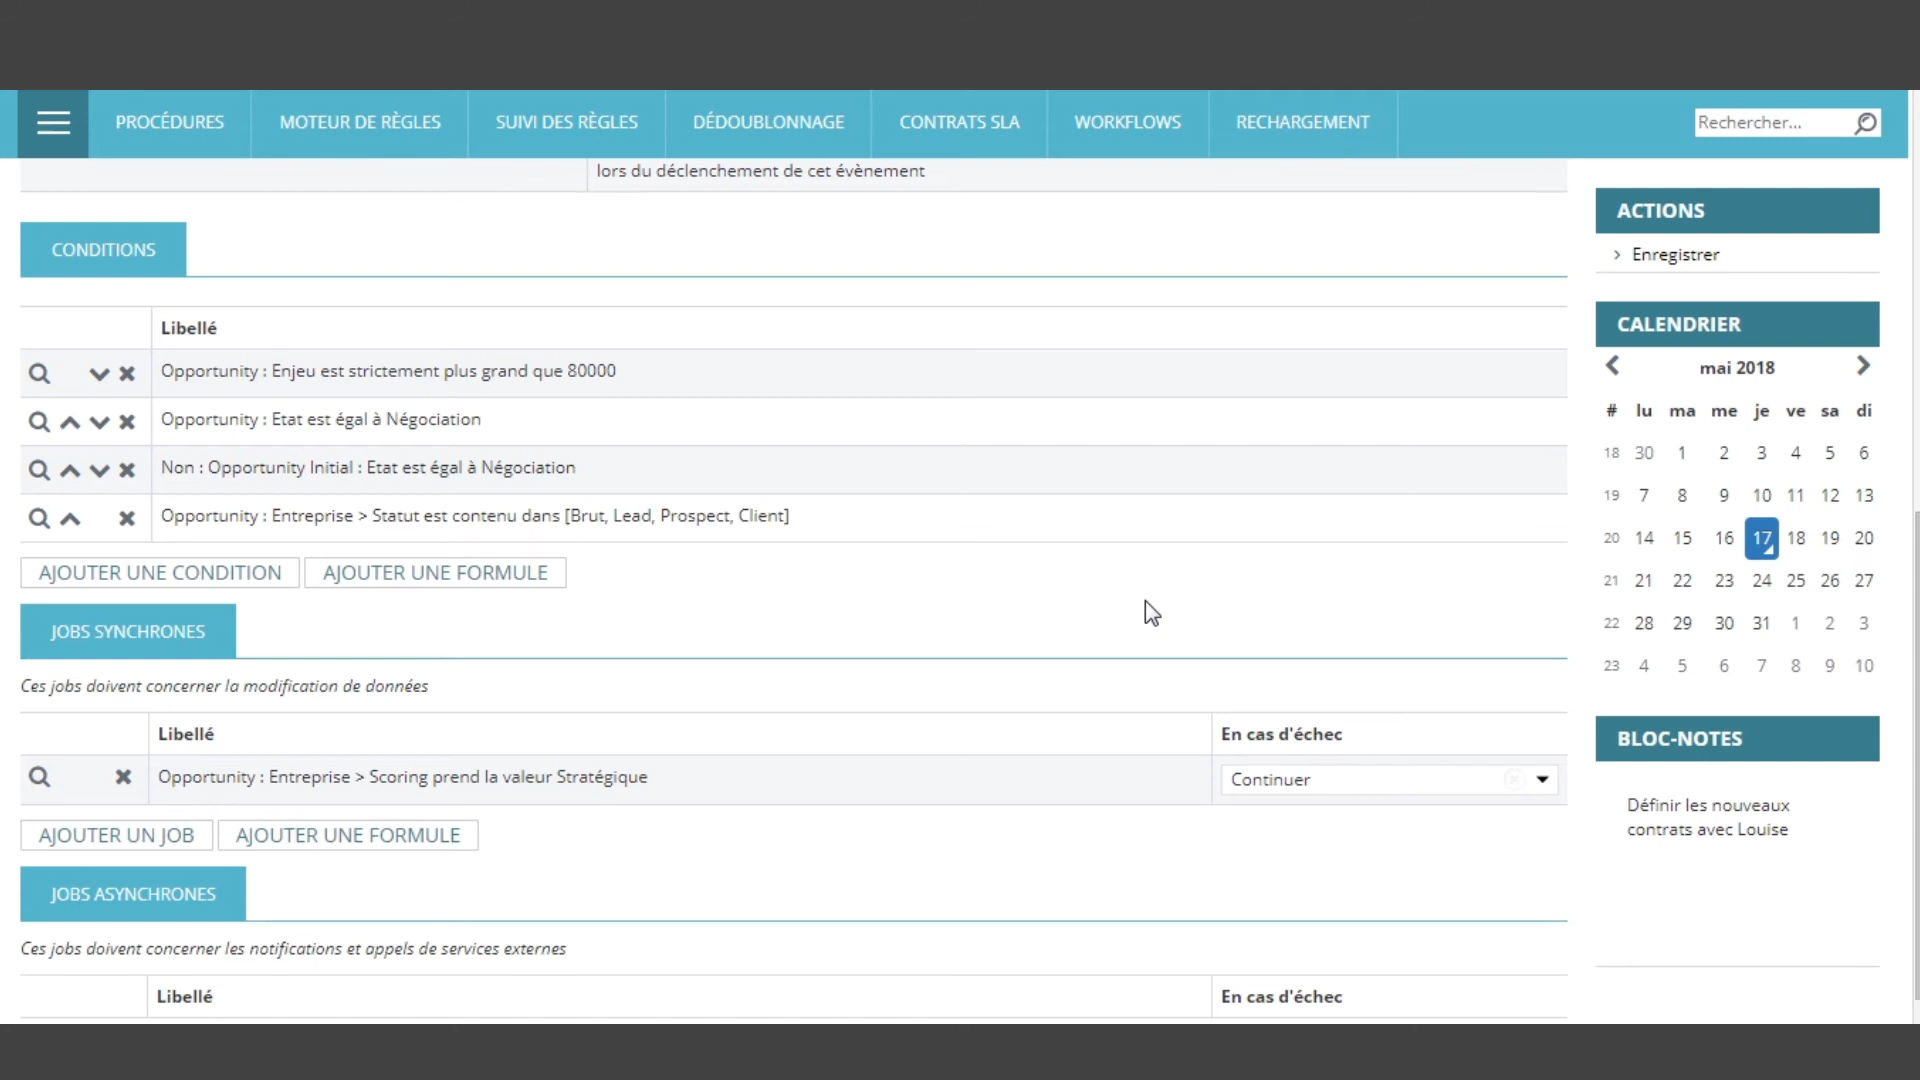 PROCÉDURES MOTEUR DE RÈGLES SUIVI DES RÈGLES DÉDOUBLONNAGE CONTRATS SLA WORKFLOWS RECHARGEMENT Rechercher...
lors du déclenchement de cet évènement
CONDITIONS
Libellé
Opportunity : Enjeu est strictement plus grand que 80000
Opportunity : Etat est égal à Négociation
Non : Opportunity Initial : Etat est égal à Négociation
Opportunity : Entreprise > Statut est contenu dans [Brut, Lead, Prospect, Client]
AJOUTER UNE CONDITION AJOUTER UNE FORMULE
JOBS SYNCHRONES
Ces jobs doivent concerner la modification de données
Libellé En cas d'échec
Opportunity : Entreprise > Scoring prend la valeur Stratégique Continuer
AJOUTER UN JOB AJOUTER UNE FORMULE
JOBS ASYNCHRONES
Ces jobs doivent concerner les notifications et appels de services externes
Libellé En cas d'échec
ACTIONS
Enregistrer
CALENDRIER
mai 2018
# lu ma me je ve sa di
18 30 1 2 3 4 5 6
19 7 8 9 10 11 12 13
20 14 15 16 17 18 19 20
21 21 22 23 24 25 26 27
22 28 29 30 31 1 2 3
23 4 5 6 7 8 9 10
BLOC-NOTES
Définir les nouveaux
contrats avec Louise